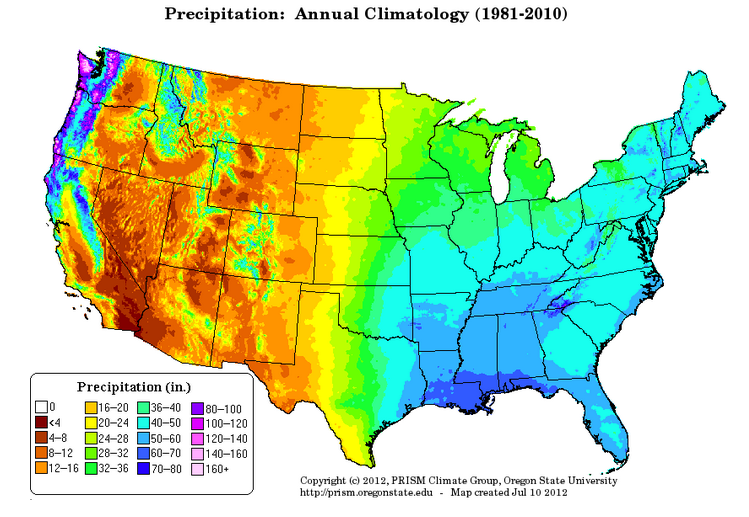 Precipitation: Annual Climatology (1981-2010)
Precipitation (in.)
0 16-20 36-40 80-100
<4 20-24 40-50 100-120
4-8 24-28 50-60 120-140
8-12 28-32 60-70 140-160
12-16 32-36 70-80 160+
Copyright (c) 2012, PRISM Climate Group, Oregon State University
http://prism.oregonstate.edu - Map created Jul 10 2012